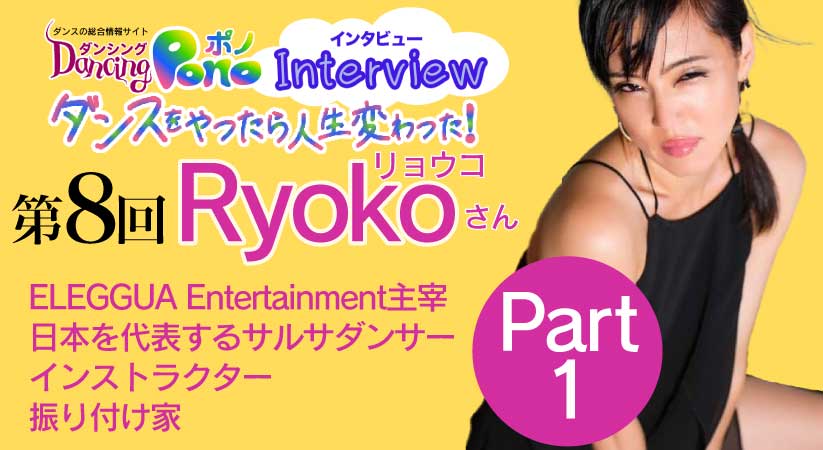 ダンスの総合情報サイト
ダンシング ポノ
Dancing Pono
インタビュー
Interview
ダンスをやったら人生変わった!
リョウコ
第8回 Ryokoさん
ELEGGUA Entertainment主宰
日本を代表するサルサダンサー
インストラクター
振り付け家
Part
1